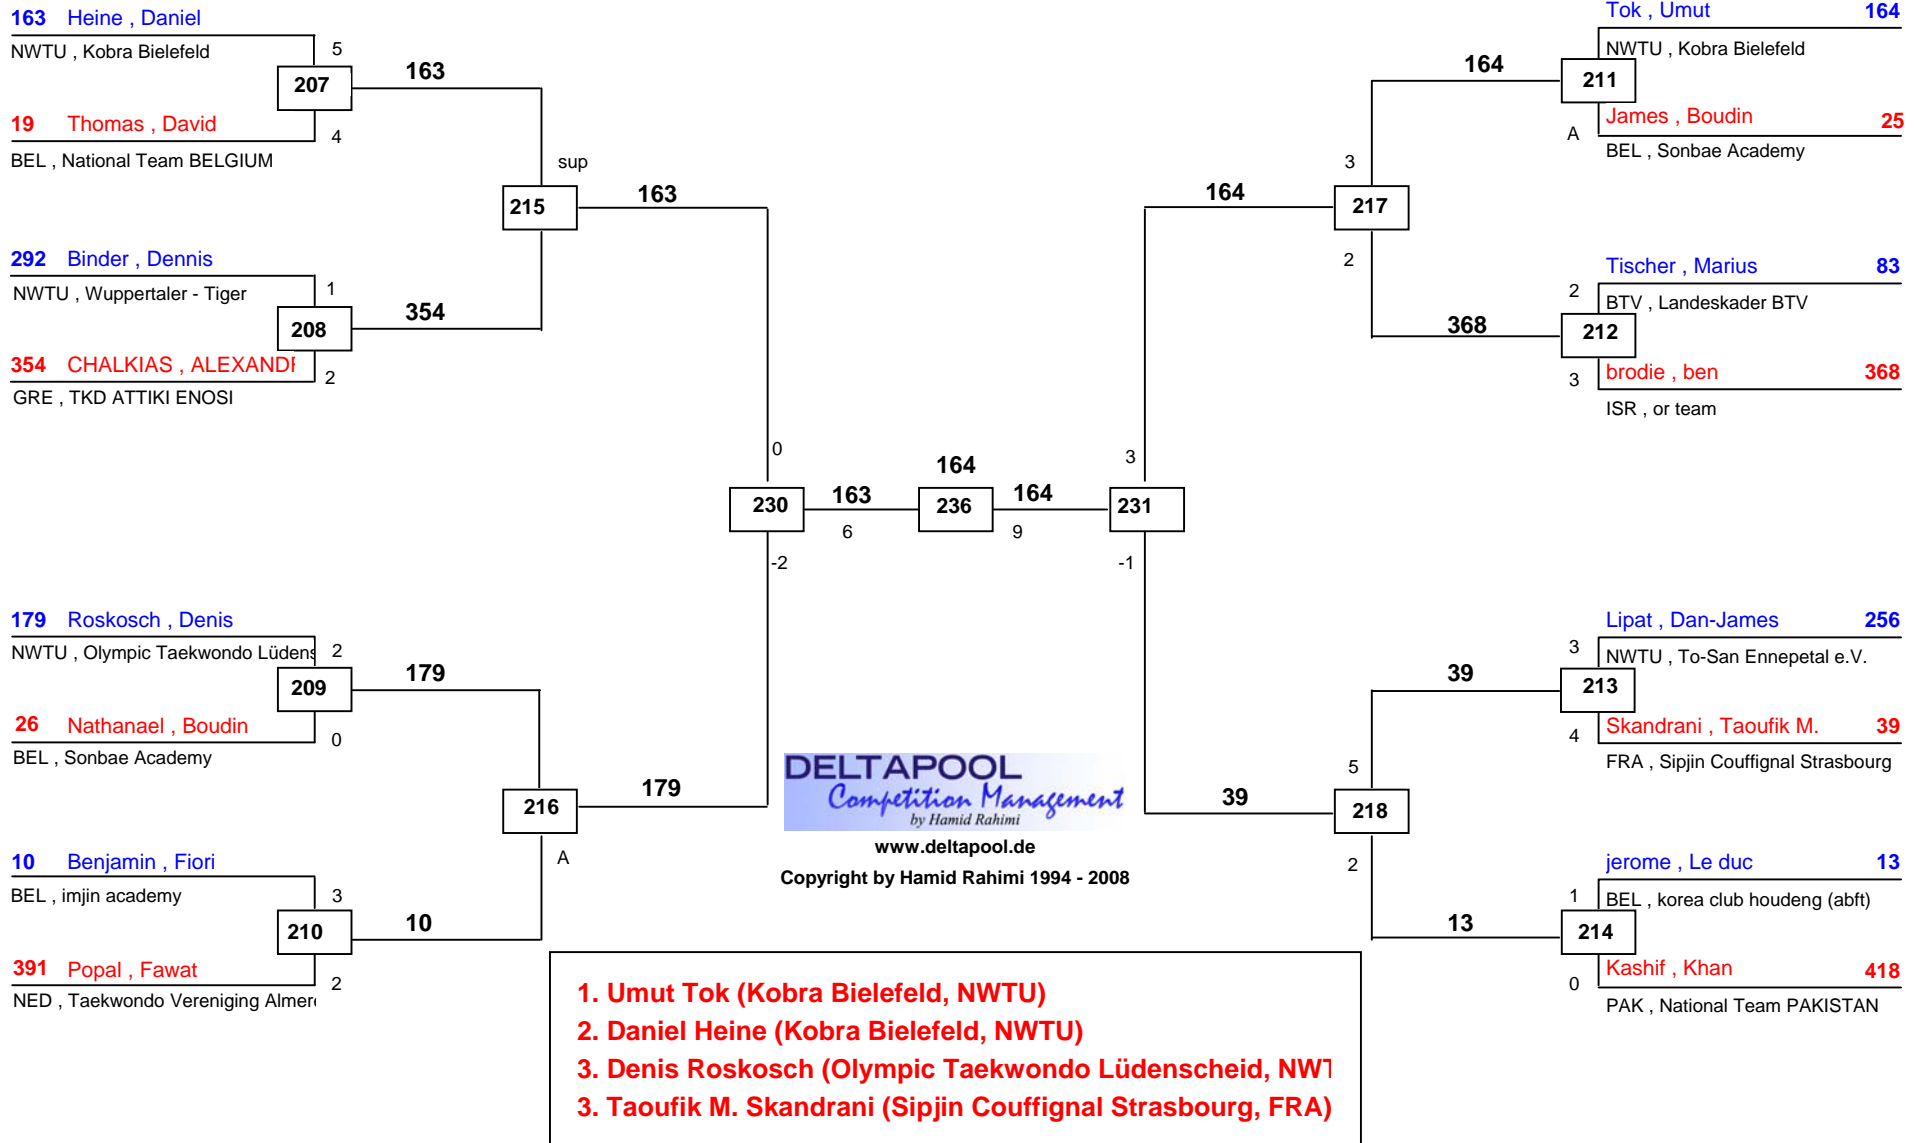 163 Heine , Daniel
NWTU , Kobra Bielefeld
5
207
163
19 Thomas , David
4
BEL , National Team BELGIUM
sup
215
163
292 Binder , Dennis
NWTU , Wuppertaler - Tiger
1
208
354
354 CHALKIAS , ALEXANDR
2
GRE , TKD ATTIKI ENOSI
0
230
163
6
-2
179 Roskosch , Denis
NWTU , Olympic Taekwondo Lüdens
2
209
179
26 Nathanael , Boudin
0
BEL , Sonbae Academy
216
179
A
10 Benjamin , Fiori
BEL , imjin academy
3
210
10
391 Popal , Fawat
2
NED , Taekwondo Vereniging Almere
164
236
Tok , Umut 164
NWTU , Kobra Bielefeld
164
211
James , Boudin 25
A
BEL , Sonbae Academy
3
164
217
2
Tischer , Marius 83
2
BTV , Landeskader BTV
368
212
brodie , ben 368
3
ISR , or team
3
164
231
9
-1
Lipat , Dan-James 256
3
NWTU , To-San Ennepetal e.V.
39
213
Skandrani , Taoufik M. 39
4
FRA , Sipjin Couffignal Strasbourg
5
39
218
2
jerome , Le duc 13
1
BEL , korea club houdeng (abft)
13
214
Kashif , Khan 418
0
PAK , National Team PAKISTAN
DELTAPOOL
Competition Management
by Hamid Rahimi
www.deltapool.de
Copyright by Hamid Rahimi 1994 - 2008
1. Umut Tok (Kobra Bielefeld, NWTU)
2. Daniel Heine (Kobra Bielefeld, NWTU)
3. Denis Roskosch (Olympic Taekwondo Lüdenscheid, NWT
3. Taoufik M. Skandrani (Sipjin Couffignal Strasbourg, FRA)